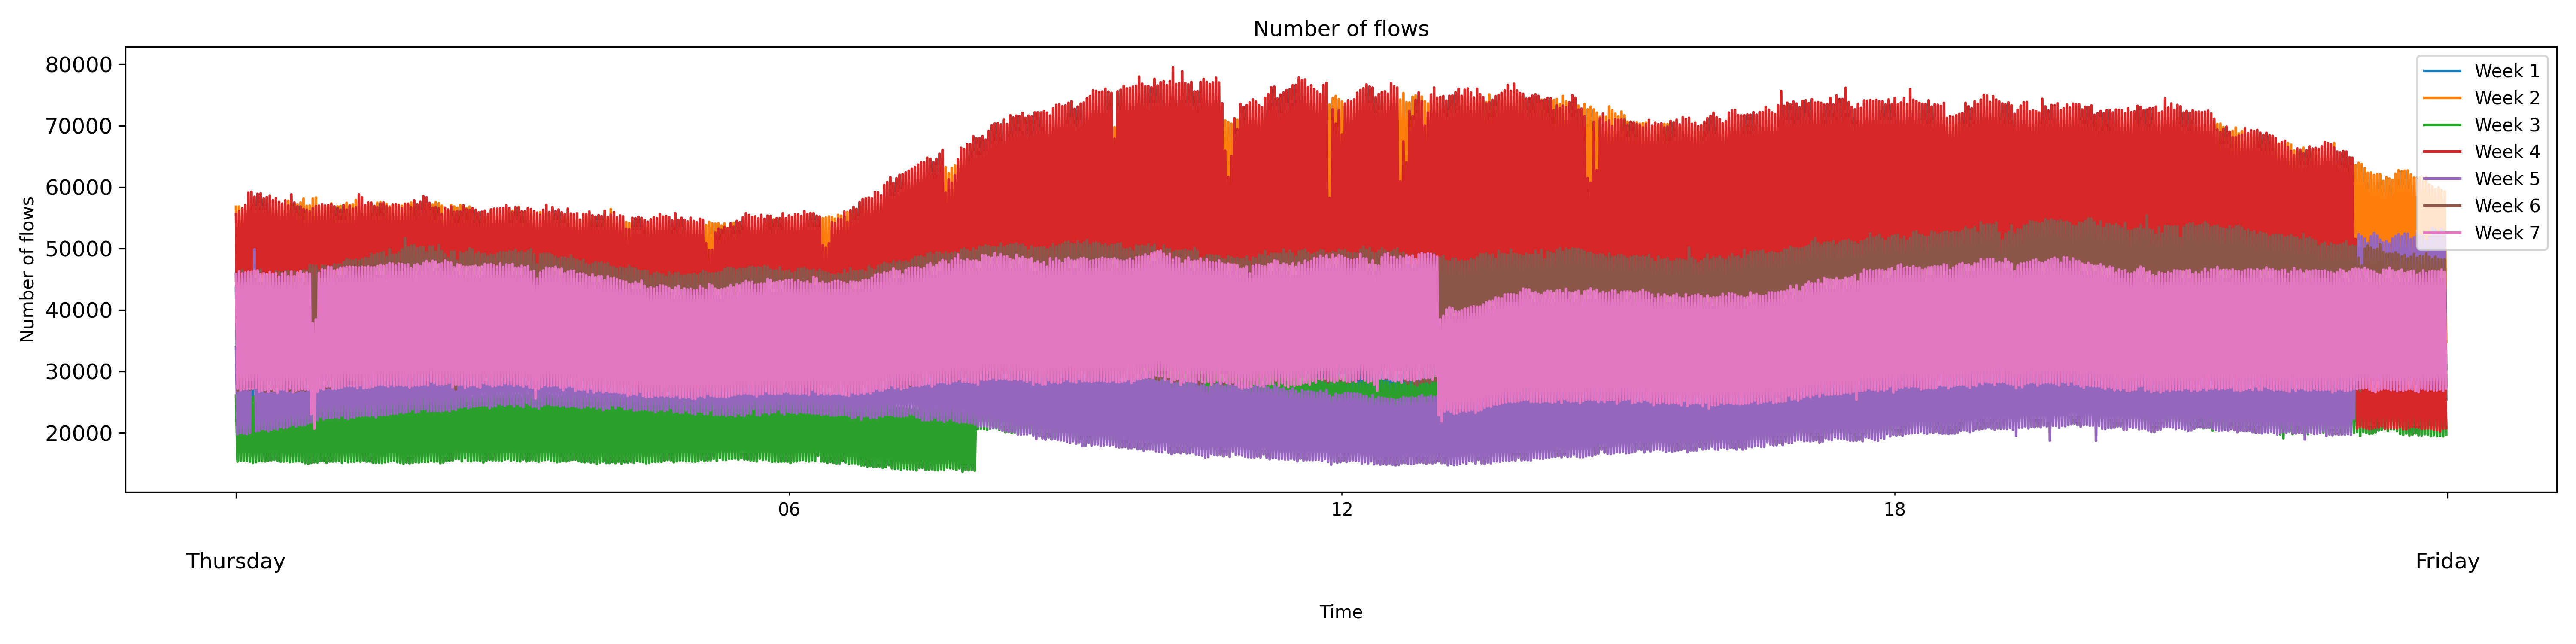 Number of flows
Number of flows
80000
70000
60000
50000
40000
30000
20000
Week 1
Week 2
Week 3
Week 4
Week 5
Week 6
Week 7
06
12
18
Thursday
Friday
Time